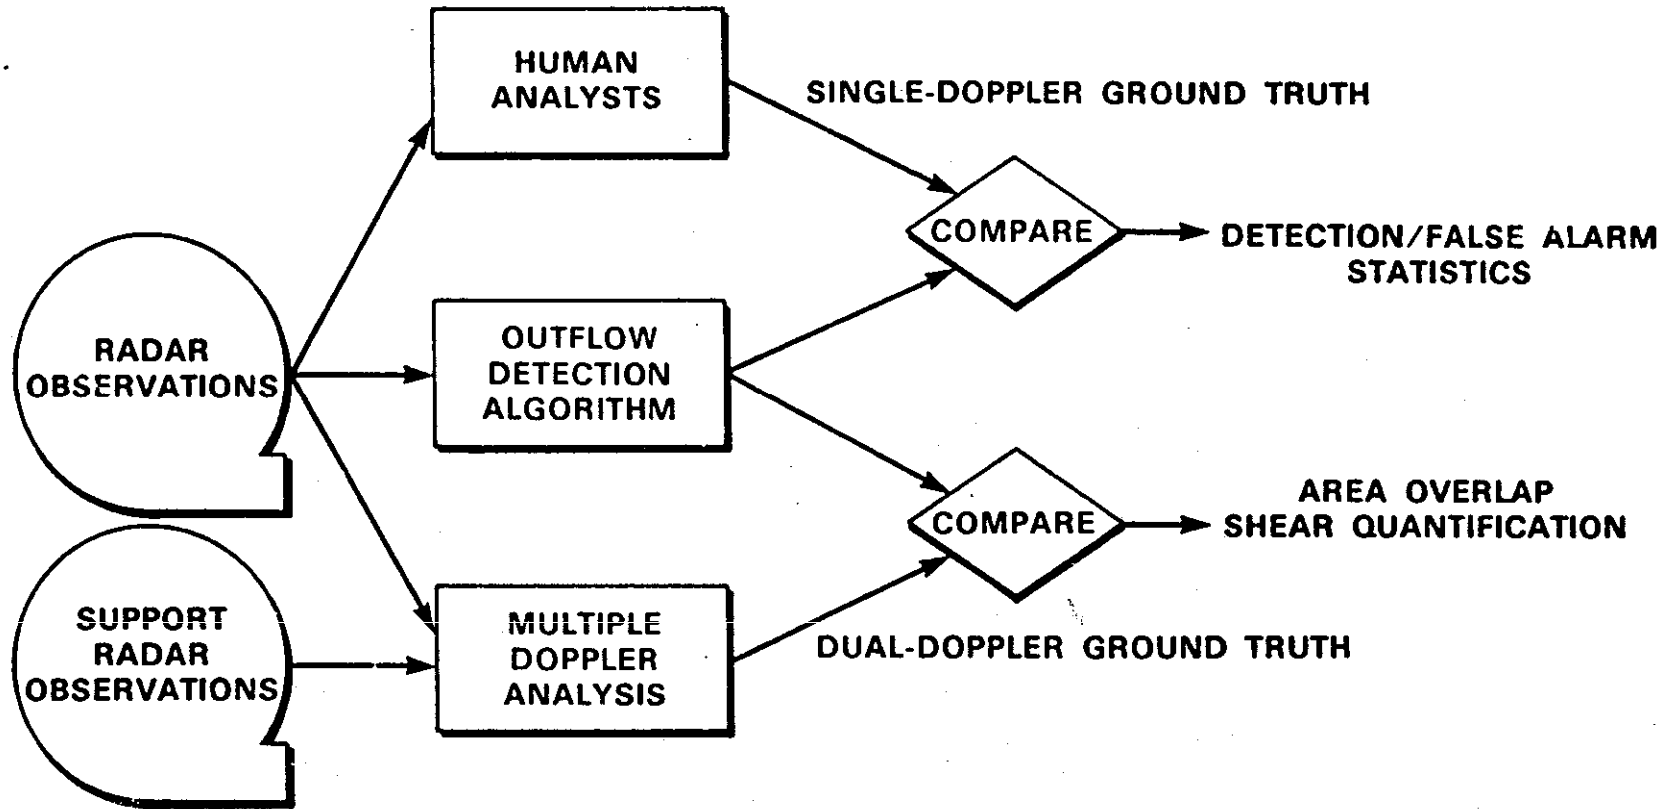 HUMAN
ANALYSTS
SINGLE-DOPPLER GROUND TRUTH
COMPARE
DETECTION/FALSE ALARM
STATISTICS
RADAR
OBSERVATIONS
OUTFLOW
DETECTION
ALGORITHM
AREA OVERLAP
SHEAR QUANTIFICATION
COMPARE
SUPPORT
RADAR
OBSERVATIONS
MULTIPLE
DOPPLER
ANALYSIS
DUAL-DOPPLER GROUND TRUTH